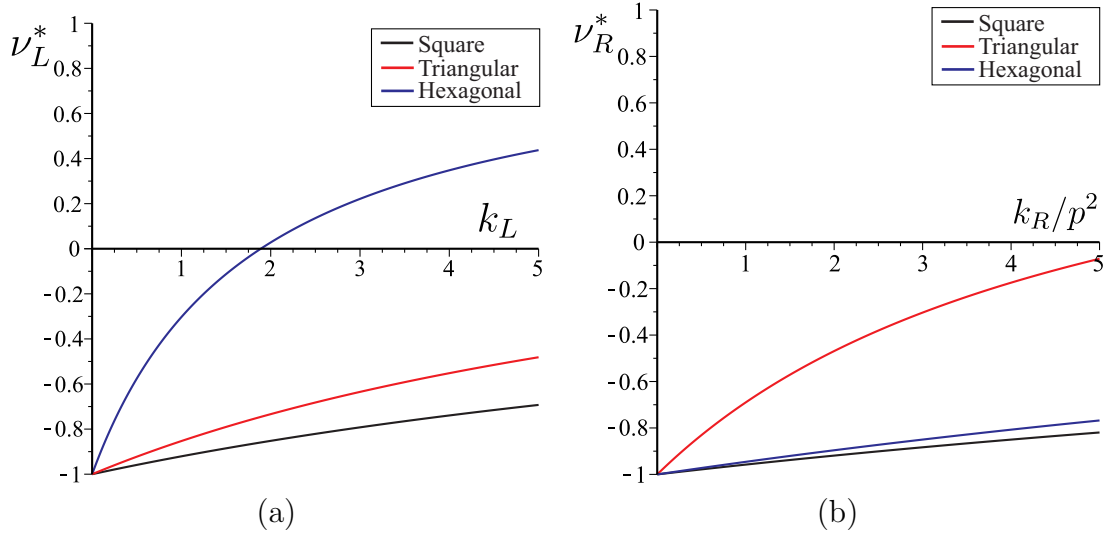 ν*L
1
0.8
0.6
0.4
0.2
0
-0.2
-0.4
-0.6
-0.8
-1
1 2 3 4 5
k_L
Square
Triangular
Hexagonal
(a)
ν*R
1
0.8
0.6
0.4
0.2
0
-0.2
-0.4
-0.6
-0.8
-1
1 2 3 4 5
k_R/p²
Square
Triangular
Hexagonal
(b)